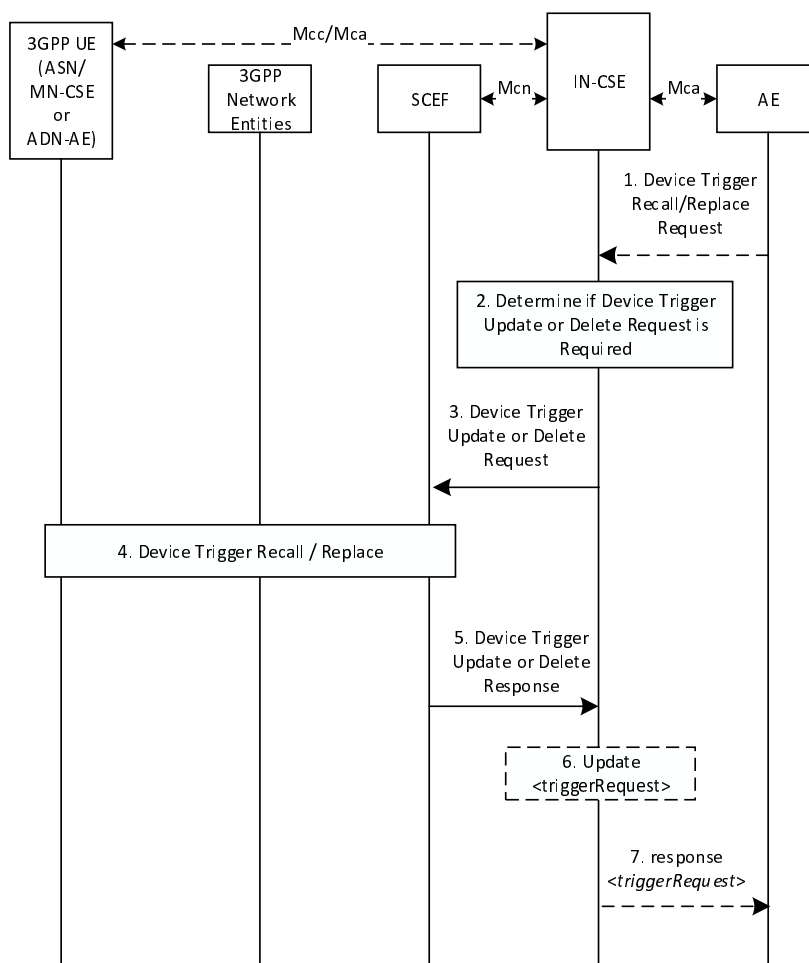 3GPP UE
(ASN/
MN-CSE
or
ADN-AE)
Mcc/Mca
3GPP
Network
Entities
SCEF
Mcn
IN-CSE
Mca
AE
1. Device Trigger
Recall/Replace
Request
2. Determine if Device Trigger
Update or Delete Request is
Required
3. Device Trigger
Update or Delete
Request
4. Device Trigger Recall / Replace
5. Device Trigger
Update or Delete
Response
6. Update
<triggerRequest>
7. response
<triggerRequest>